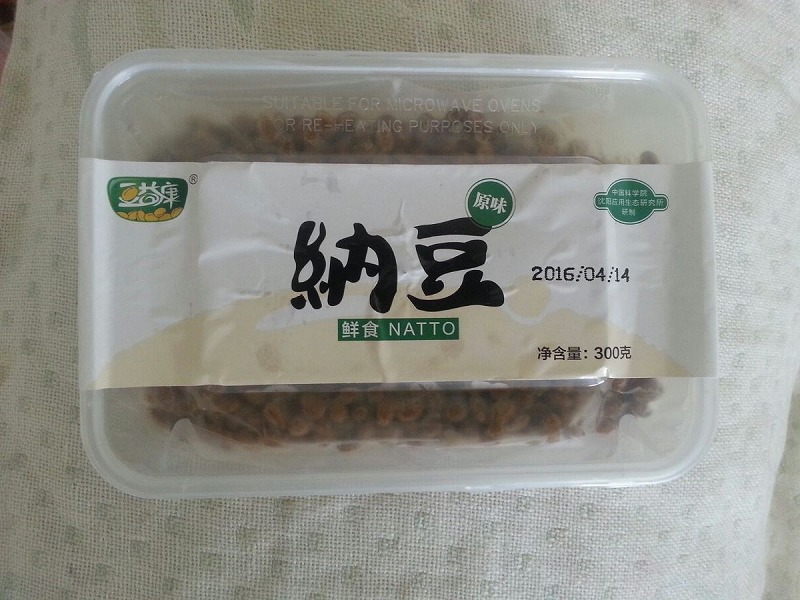 SUITABLE FOR MICROWAVE OVENS
FOR RE-HEATING PURPOSES ONLY
豆益康®
原味
中国科学院
沈阳应用生态研究所
研制
納豆
2016/04/14
鲜食 NATTO
净含量：300克